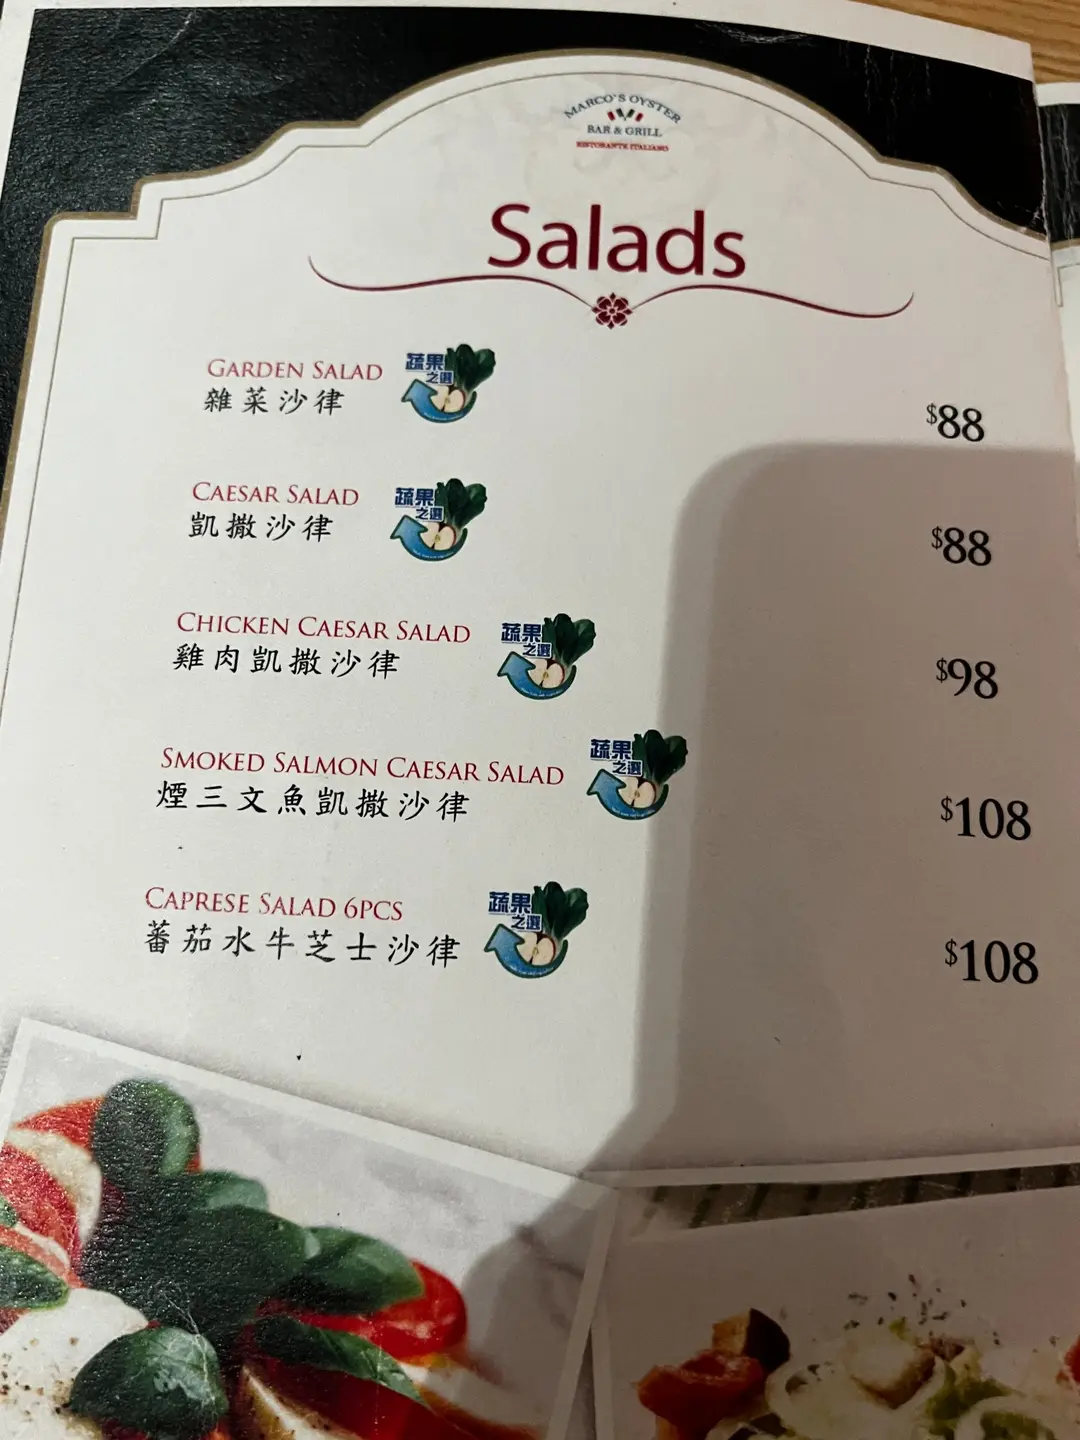 MARCO'S OYSTER
BAR & GRILL
RISTORANTE ITALIANO
Salads
GARDEN SALAD
雜菜沙律
蔬果
之選
$88
CAESAR SALAD
凱撒沙律
蔬果
之選
$88
CHICKEN CAESAR SALAD
雞肉凱撒沙律
蔬果
之選
$98
SMOKED SALMON CAESAR SALAD
煙三文魚凱撒沙律
蔬果
之選
$108
CAPRESE SALAD 6PCS
蕃茄水牛芝士沙律
蔬果
之選
$108